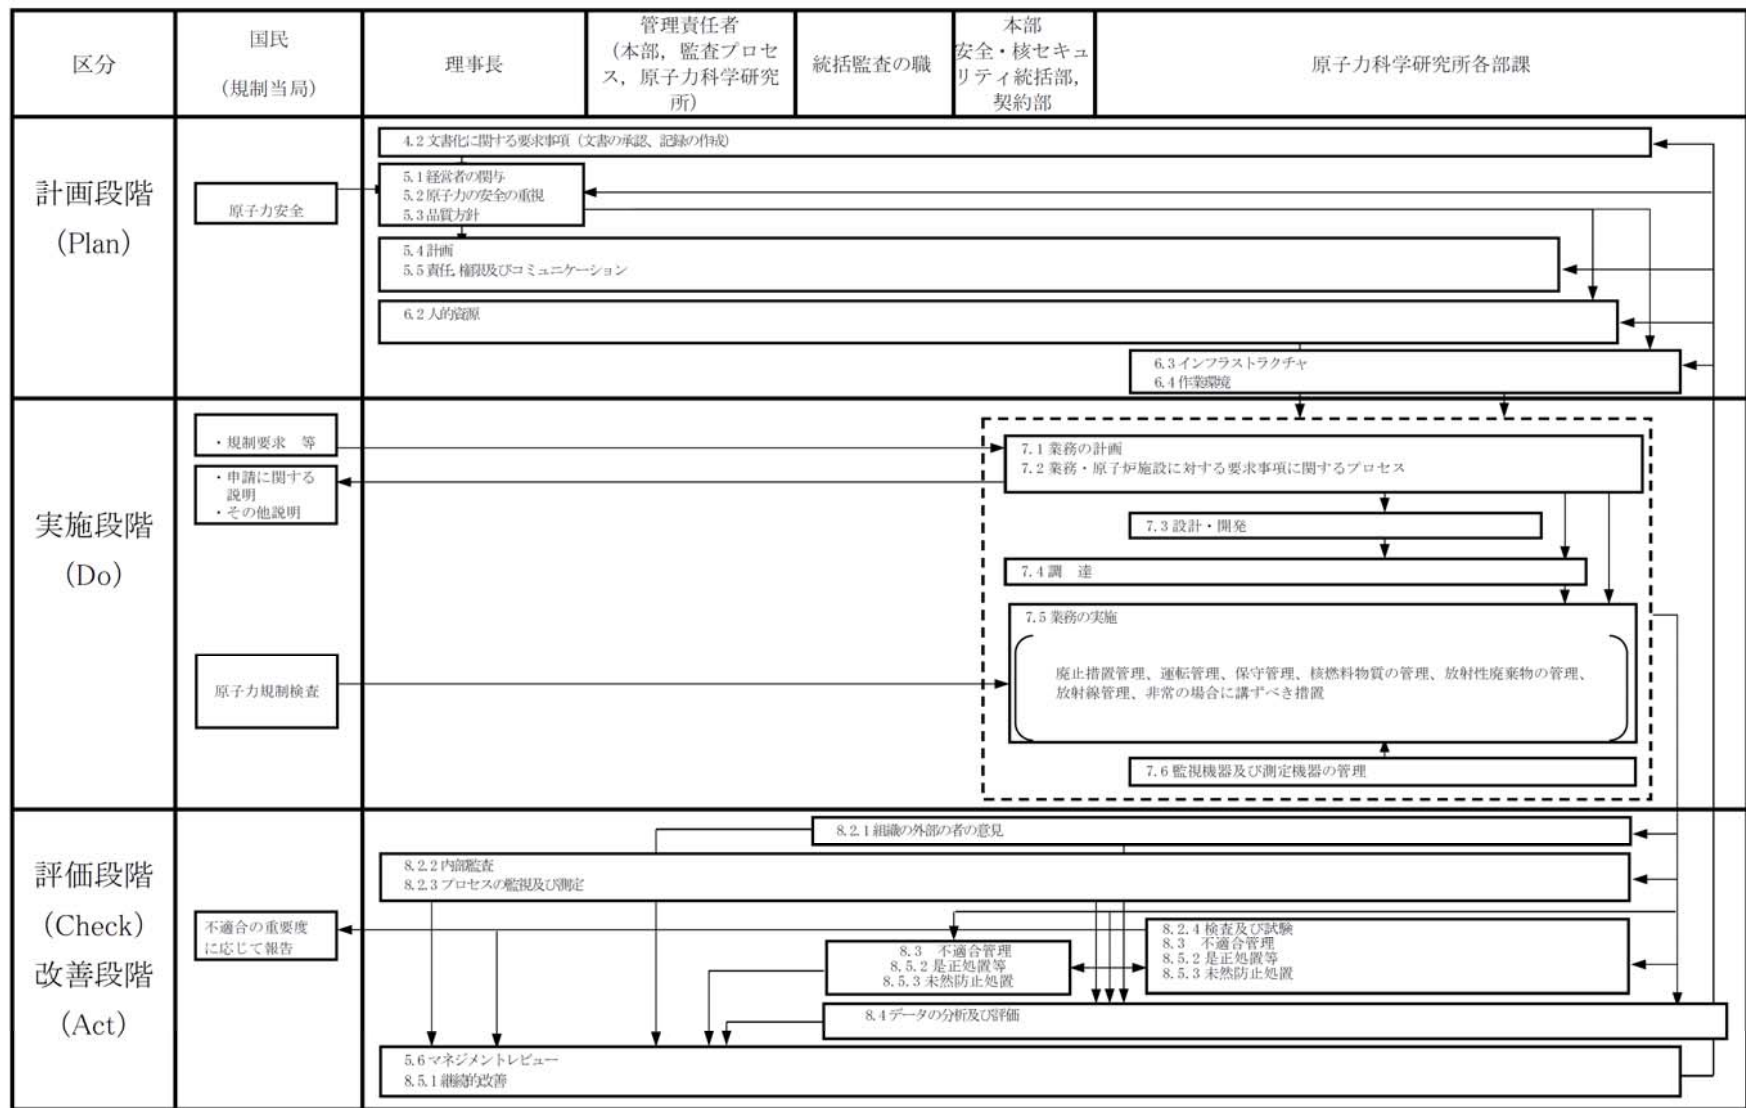 区分
国民
(規制当局)
理事長
管理責任者
(本部，監査プロセ
ス，原子力科学研究
所)
統括監査の職
本部
安全・核セキュ
リティ統括部，
契約部
原子力科学研究所各部課
計画段階
(Plan)
原子力安全
4.2 文書化に関する要求事項（文書の承認、記録の作成）
5.1 経営者の関与
5.2 原子力の安全の重視
5.3 品質方針
5.4 計画
5.5 責任、権限及びコミュニケーション
6.2 人的資源
6.3 インフラストラクチャ
6.4 作業環境
実施段階
(Do)
・規制要求　等
・申請に関する
説明
・その他説明
原子力規制検査
7.1 業務の計画
7.2 業務・原子炉施設に対する要求事項に関するプロセス
7.3 設計・開発
7.4 調　達
7.5 業務の実施
廃止措置管理、運転管理、保守管理、核燃料物質の管理、放射性廃棄物の管理、
放射線管理、非常の場合に講ずべき措置
7.6 監視機器及び測定機器の管理
評価段階
(Check)
改善段階
(Act)
不適合の重要度
に応じて報告
8.2.1 組織の外部の者の意見
8.2.2 内部監査
8.2.3 プロセスの監視及び測定
8.3　不適合管理
8.5.2 是正処置等
8.5.3 未然防止処置
8.2.4 検査及び試験
8.3　不適合管理
8.5.2 是正処置等
8.5.3 未然防止処置
8.4 データの分析及び評価
5.6 マネジメントレビュー
8.5.1 継続的改善